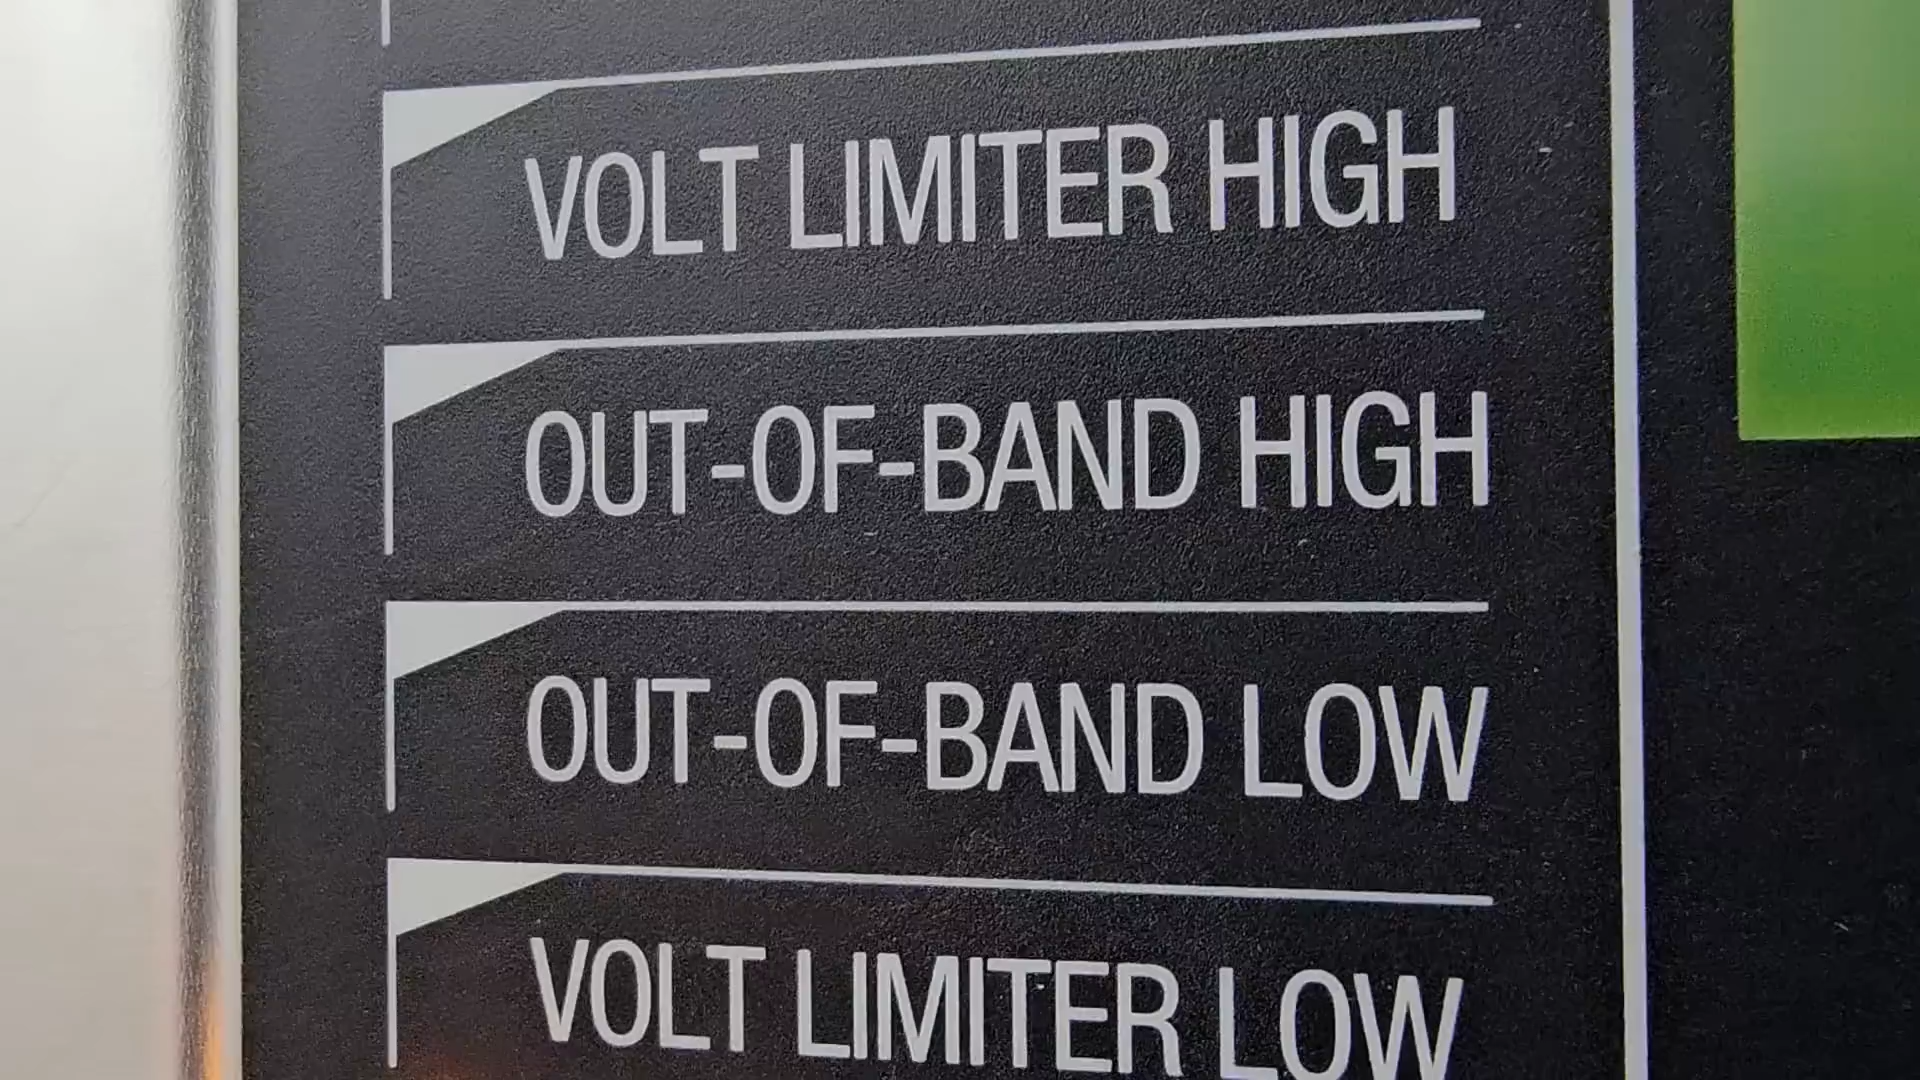 VOLT LIMITER HIGH
OUT-OF-BAND HIGH
OUT-OF-BAND LOW
VOLT LIMITER LOW